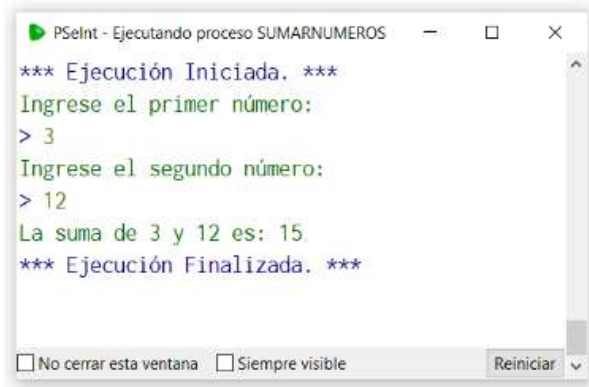 PSeInt - Ejecutando proceso SUMARNUMEROS
*** Ejecución Iniciada. ***
Ingrese el primer número:
> 3
Ingrese el segundo número:
> 12
La suma de 3 y 12 es: 15
*** Ejecución Finalizada. ***
No cerrar esta ventana Siempre visible Reiniciar